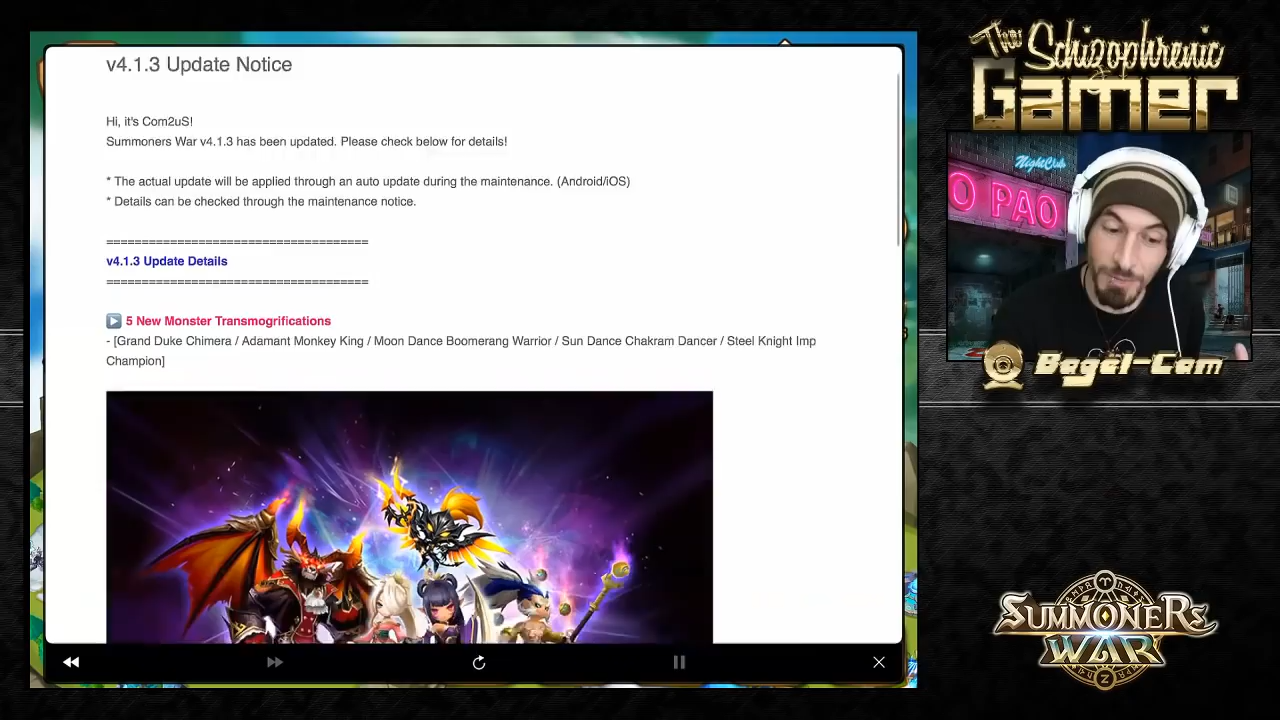 v4.1.3 Update Notice
Hi, it's Com2uS!
Summoners War v4.1.3 has been updated. Please check below for details!
* The actual update will be applied through an auto update during the maintenance. (Android/iOS)
* Details can be checked through the maintenance notice.
=====================================
v4.1.3 Update Details
=====================================
5 New Monster Transmogrifications
- [Grand Duke Chimera / Adamant Monkey King / Moon Dance Boomerang Warrior / Sun Dance Chakram Dancer / Steel Knight Imp
Champion]
The Schizophrenic
Gamer
NightClub
O PAO
Bagel-Cam
SUMMONERS
WAR